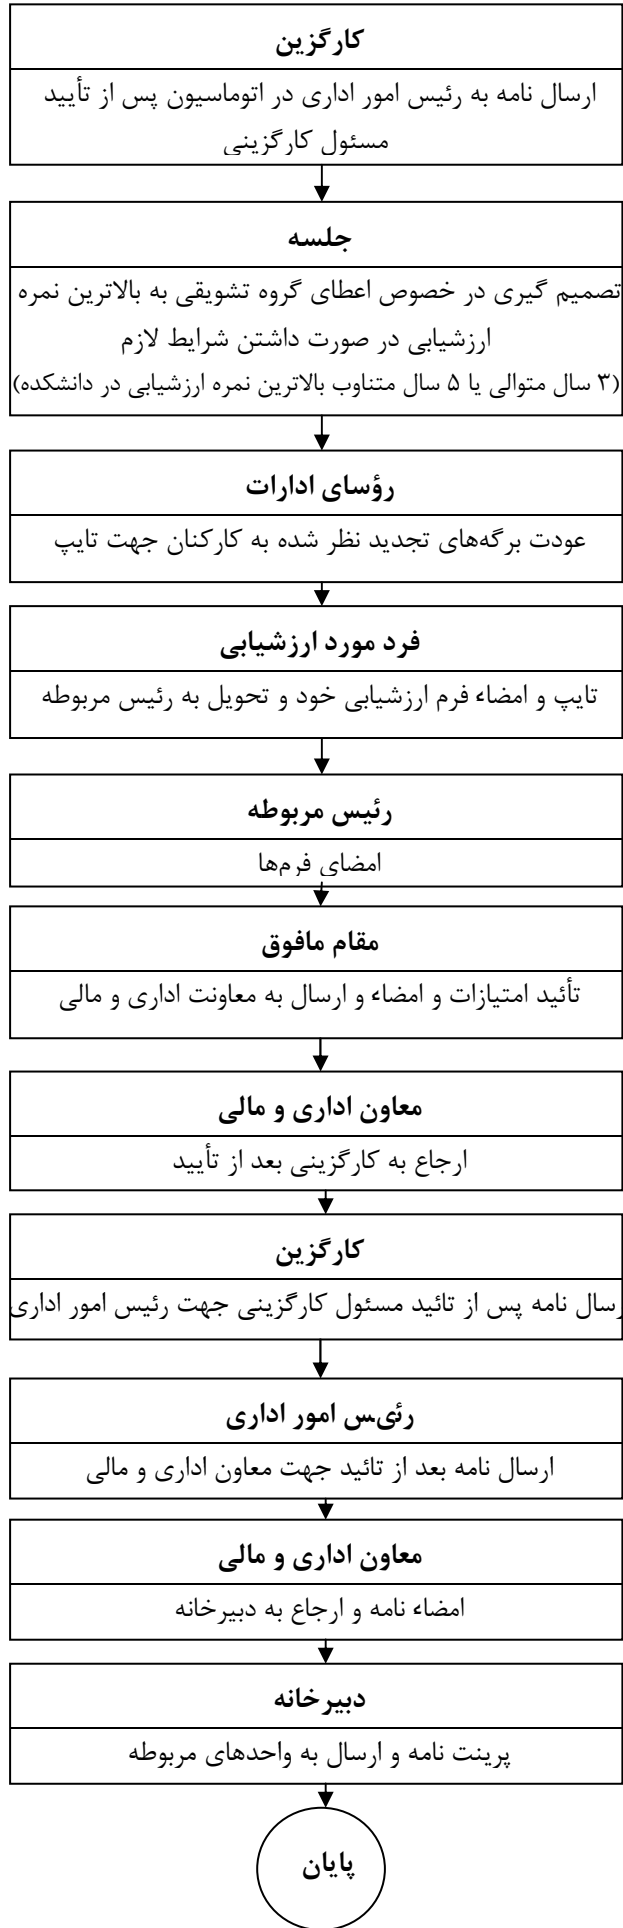 کارگزین
ارسال نامه به رئیس امور اداری در اتوماسیون پس از تأیید
مسئول کارگزینی
جلسه
تصمیم گیری در خصوص اعطای گروه تشویقی به بالاترین نمره
ارزشیابی در صورت داشتن شرایط لازم
(۳ سال متوالی یا ۵ سال متناوب بالاترین نمره ارزشیابی در دانشکده)
رؤسای ادارات
عودت برگه‌های تجدید نظر شده به کارکنان جهت تایپ
فرد مورد ارزشیابی
تایپ و امضاء فرم ارزشیابی خود و تحویل به رئیس مربوطه
رئیس مربوطه
امضای فرم‌ها
مقام مافوق
تأئید امتیازات و امضاء و ارسال به معاونت اداری و مالی
معاون اداری و مالی
ارجاع به کارگزینی بعد از تأیید
کارگزین
رسال نامه پس از تائید مسئول کارگزینی جهت رئیس امور اداری
رئیس امور اداری
ارسال نامه بعد از تائید جهت معاون اداری و مالی
معاون اداری و مالی
امضاء نامه و ارجاع به دبیرخانه
دبیرخانه
پرینت نامه و ارسال به واحدهای مربوطه
پایان